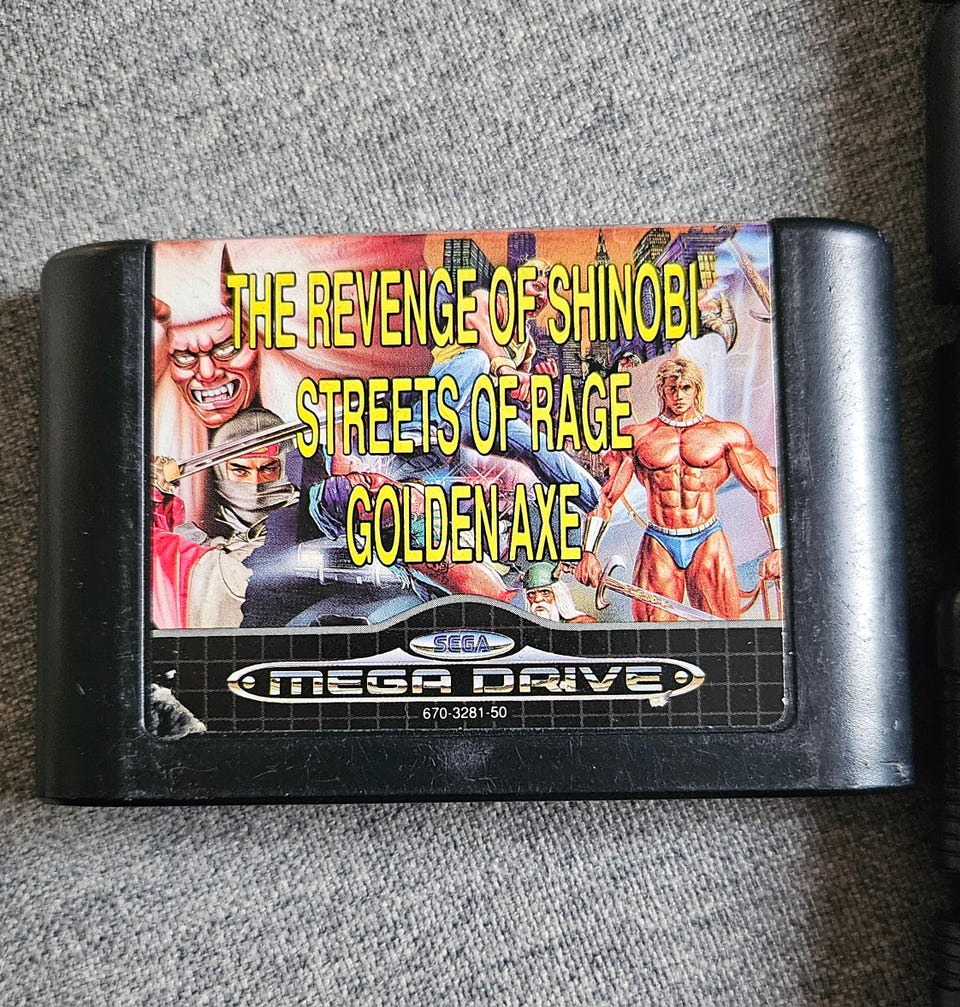 THE REVENGE OF SHINOBI
STREETS OF RAGE
GOLDEN AXE
SEGA
MEGA DRIVE
670-3281-50